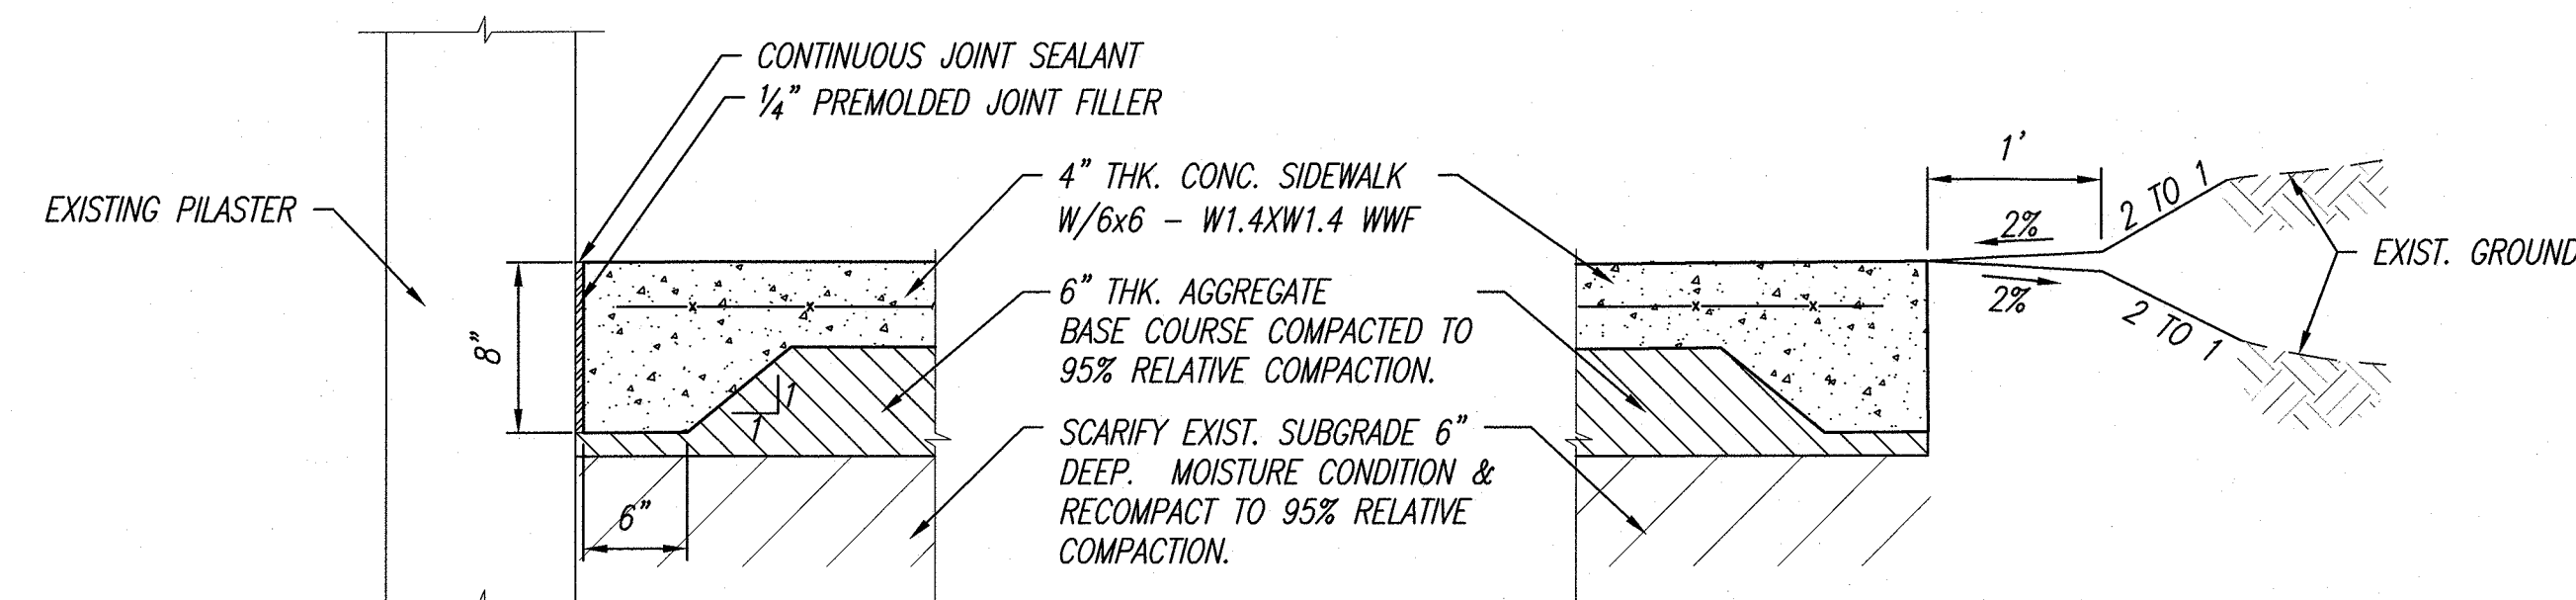 CONTINUOUS JOINT SEALANT
1/4" PREMOLDED JOINT FILLER
EXISTING PILASTER
4" THK. CONC. SIDEWALK
W/6x6 - W1.4XW1.4 WWF
6" THK. AGGREGATE
BASE COURSE COMPACTED TO
95% RELATIVE COMPACTION.
SCARIFY EXIST. SUBGRADE 6"
DEEP. MOISTURE CONDITION &
RECOMPACT TO 95% RELATIVE
COMPACTION.
8"
6"
1
1
1'
2%
2%
2 TO 1
2 TO 1
EXIST. GROUND